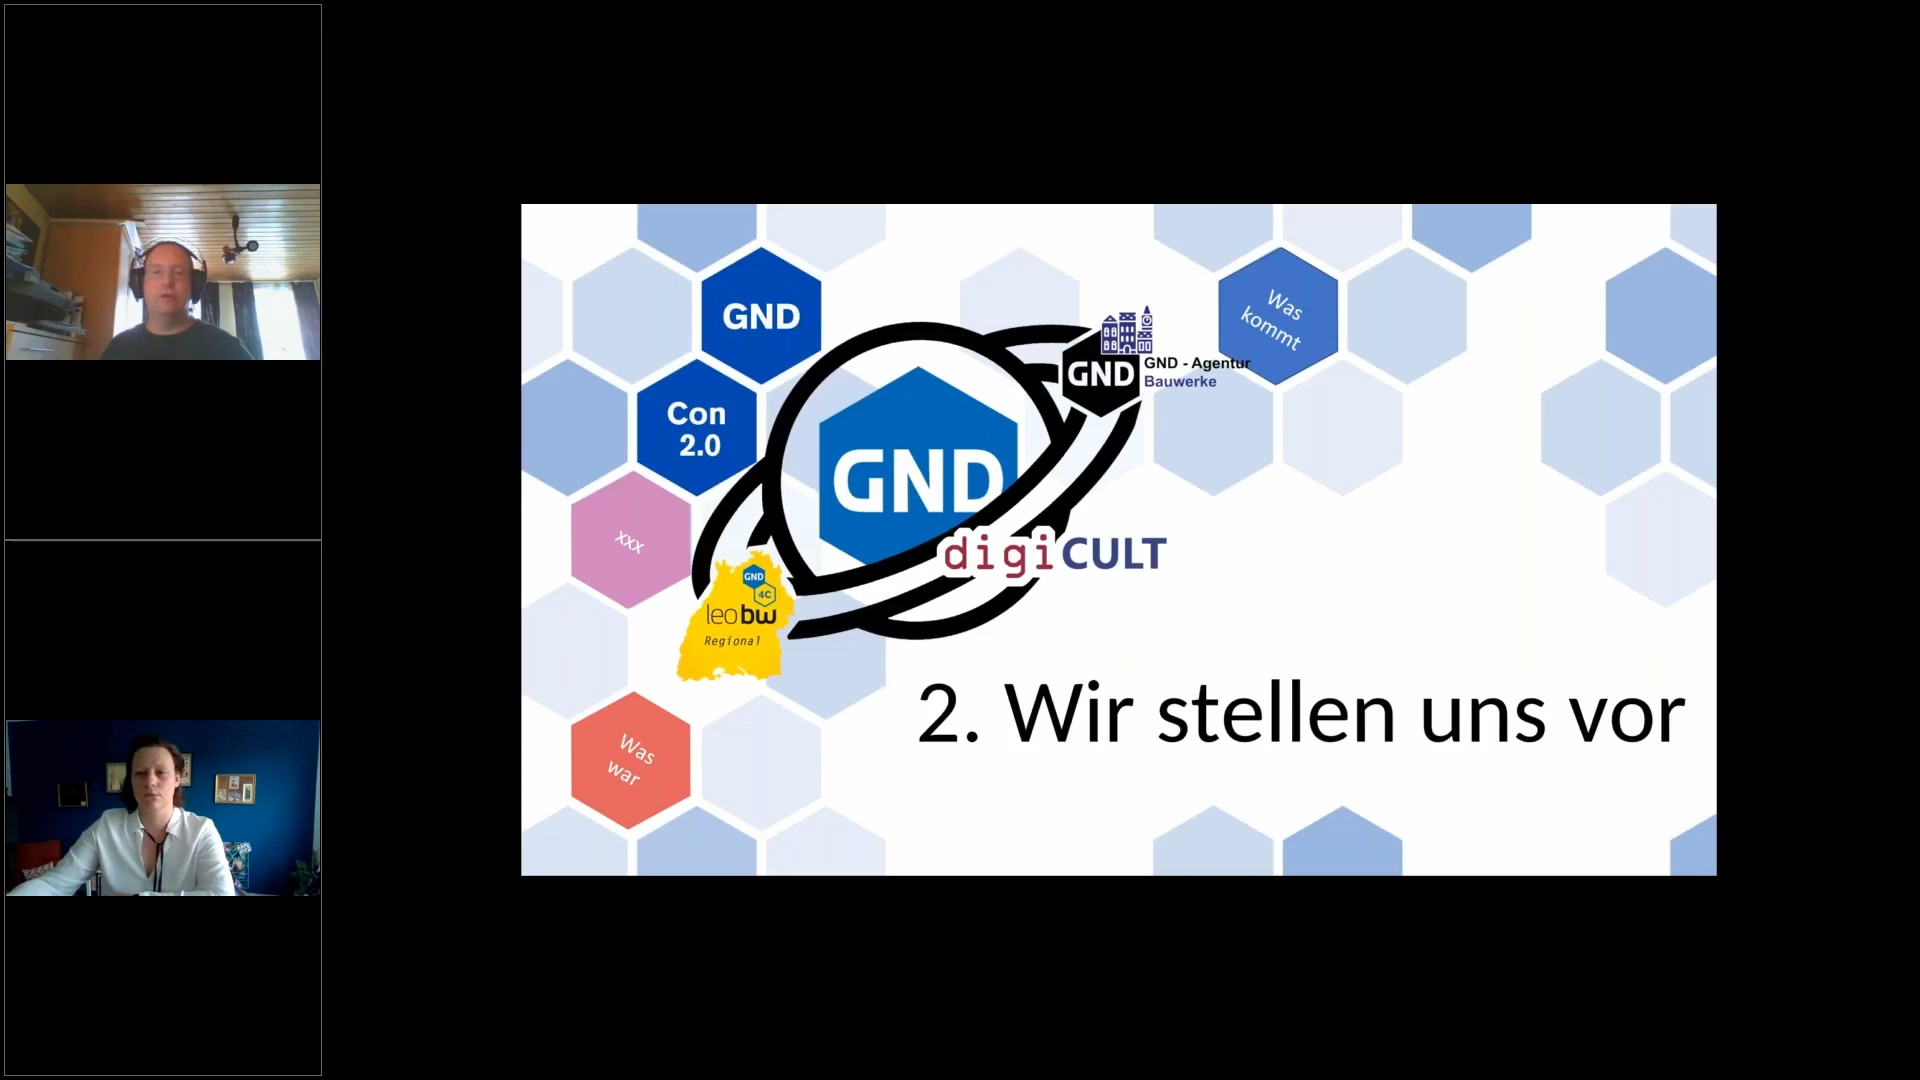 GND
Con
2.0
xxx
Was
war
Was
kommt
GND
GND
GND - Agentur
Bauwerke
digiCULT
GND
4C
leobw
Regional
2. Wir stellen uns vor